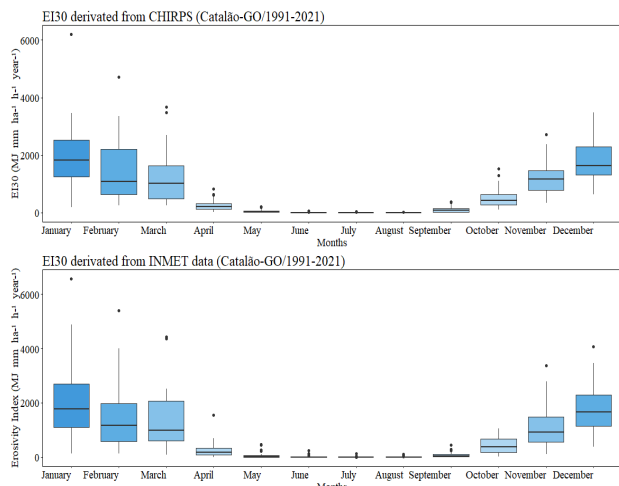 EI30 derived from CHIRPS (Catalão-GO/1991-2021)
EI30 (MJ mm ha⁻¹ h⁻¹ year⁻¹)
6000
4000
2000
0
January February March April May June July August September October November December
Months
EI30 derived from INMET data (Catalão-GO/1991-2021)
Erosivity Index (MJ mm ha⁻¹ h⁻¹ year⁻¹)
6000
4000
2000
0
January February March April May June July August September October November December
Months